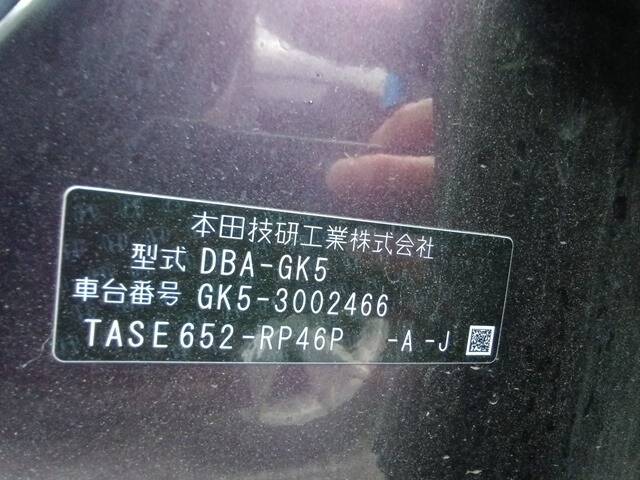 本田技研工業株式会社
型式 DBA-GK5
車台番号 GK5-3002466
TASE652-RP46P -A-J